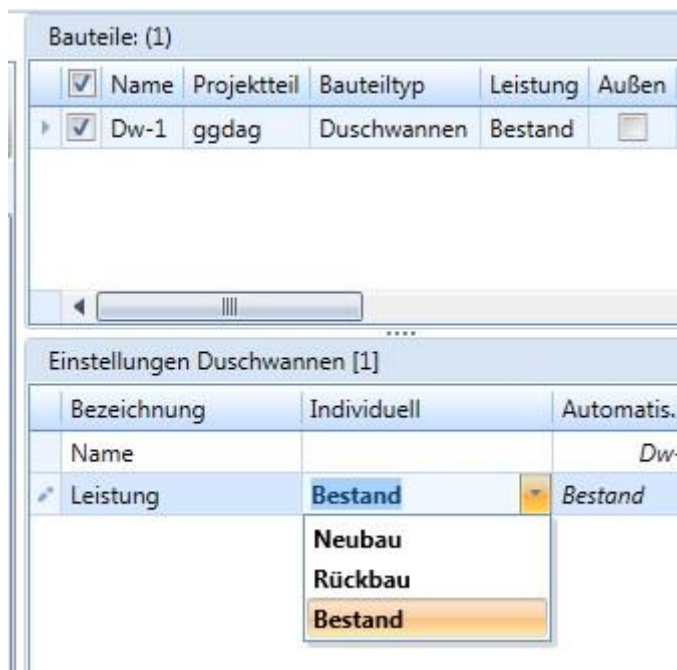 Bauteile: (1)
Name Projektteil Bauteiltyp Leistung Außen
Dw-1 ggdag Duschwannen Bestand
Einstellungen Duschwannen [1]
Bezeichnung Individuell Automatis.
Name Dw-
Leistung Bestand Bestand
Neubau
Rückbau
Bestand